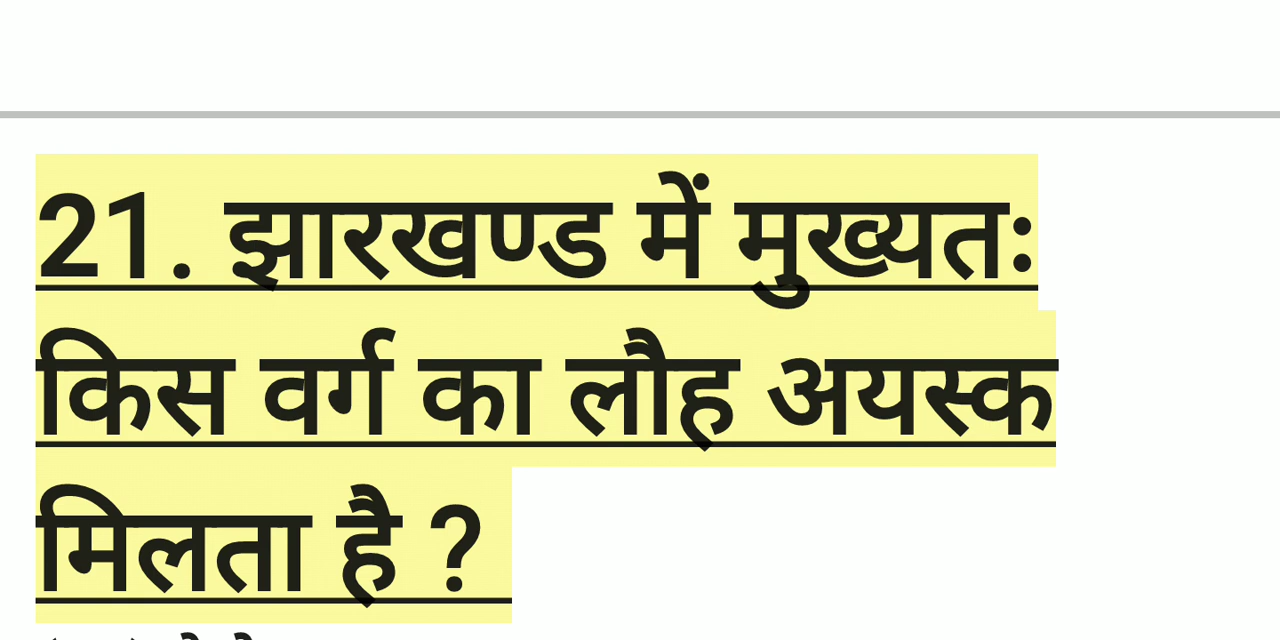 21. झारखण्ड में मुख्यतः
किस वर्ग का लौह अयस्क
मिलता है ?